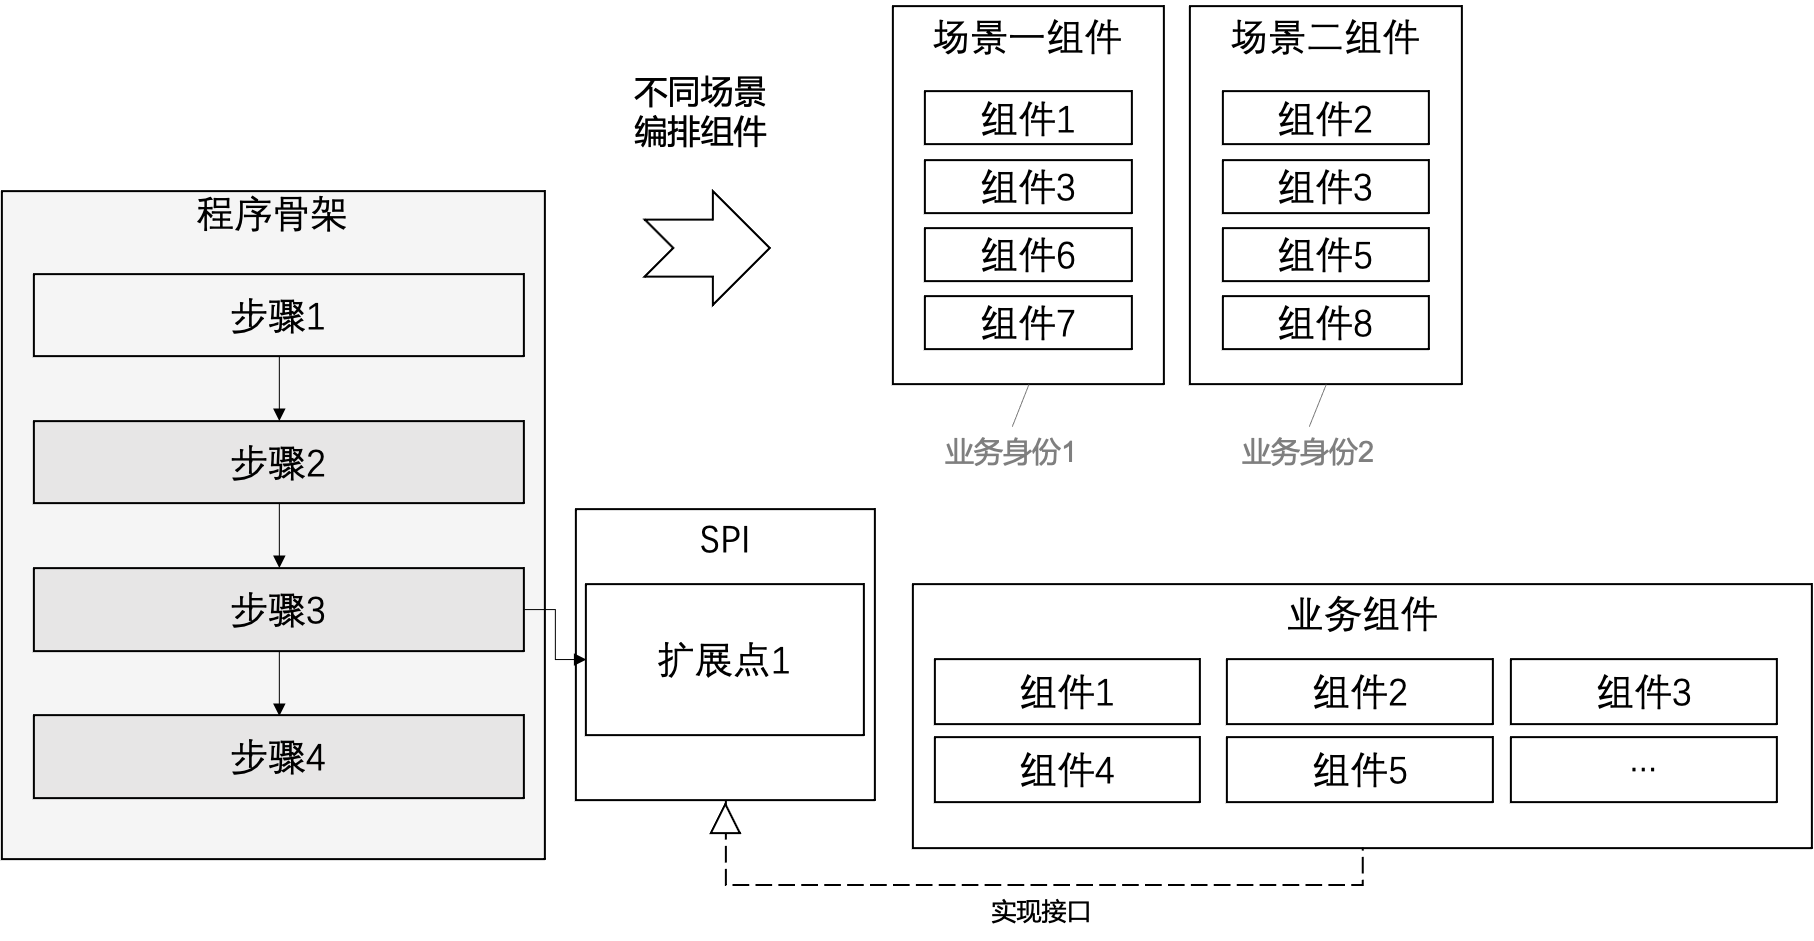 程序骨架
步骤1
步骤2
步骤3
步骤4
不同场景
编排组件
场景一组件
组件1
组件3
组件6
组件7
业务身份1
场景二组件
组件2
组件3
组件5
组件8
业务身份2
SPI
扩展点1
业务组件
组件1
组件2
组件3
组件4
组件5
...
实现接口